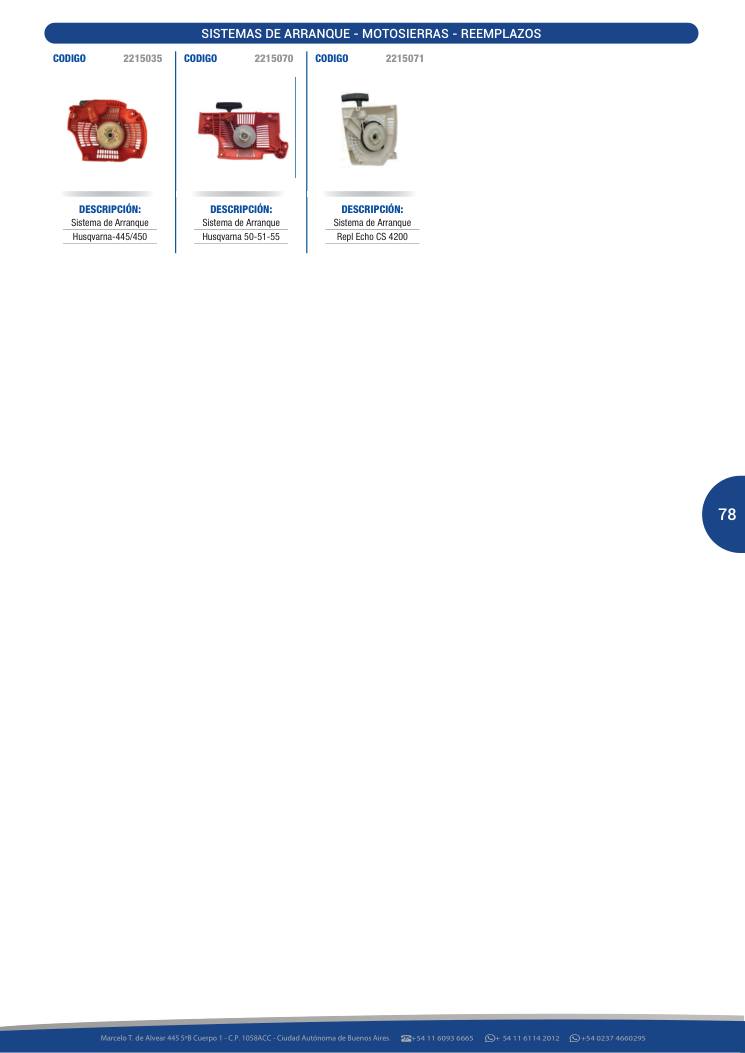 SISTEMAS DE ARRANQUE - MOTOSIERRAS - REEMPLAZOS
CODIGO 2215035
DESCRIPCIÓN:
Sistema de Arranque
Husqvarna-445/450
CODIGO 2215070
DESCRIPCIÓN:
Sistema de Arranque
Husqvarna 50-51-55
CODIGO 2215071
DESCRIPCIÓN:
Sistema de Arranque
Repl Echo CS 4200
78
Marcelo T. de Alvear 445 5ºB Cuerpo 1 - C.P. 1058ACC - Ciudad Autónoma de Buenos Aires. +54 11 6093 6665 + 54 11 6114 2012 +54 0237 4660295